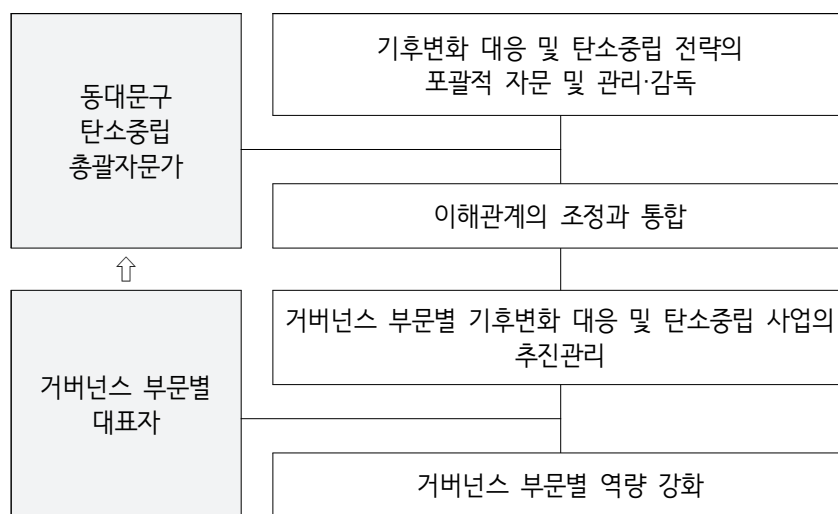 동대문구
탄소중립
총괄자문가
기후변화 대응 및 탄소중립 전략의
포괄적 자문 및 관리·감독
이해관계의 조정과 통합
⇧
거버넌스 부문별
대표자
거버넌스 부문별 기후변화 대응 및 탄소중립 사업의
추진관리
거버넌스 부문별 역량 강화